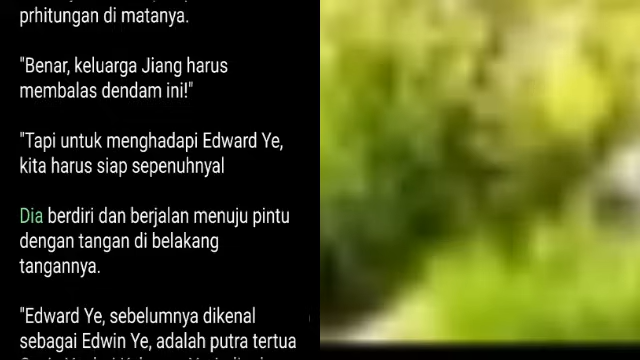 prhitungan di matanya.
"Benar, keluarga Jiang harus
membalas dendam ini!"
"Tapi untuk menghadapi Edward Ye,
kita harus siap sepenuhnyal
Dia berdiri dan berjalan menuju pintu
dengan tangan di belakang
tangannya.
"Edward Ye, sebelumnya dikenal
sebagai Edwin Ye, adalah putra tertua